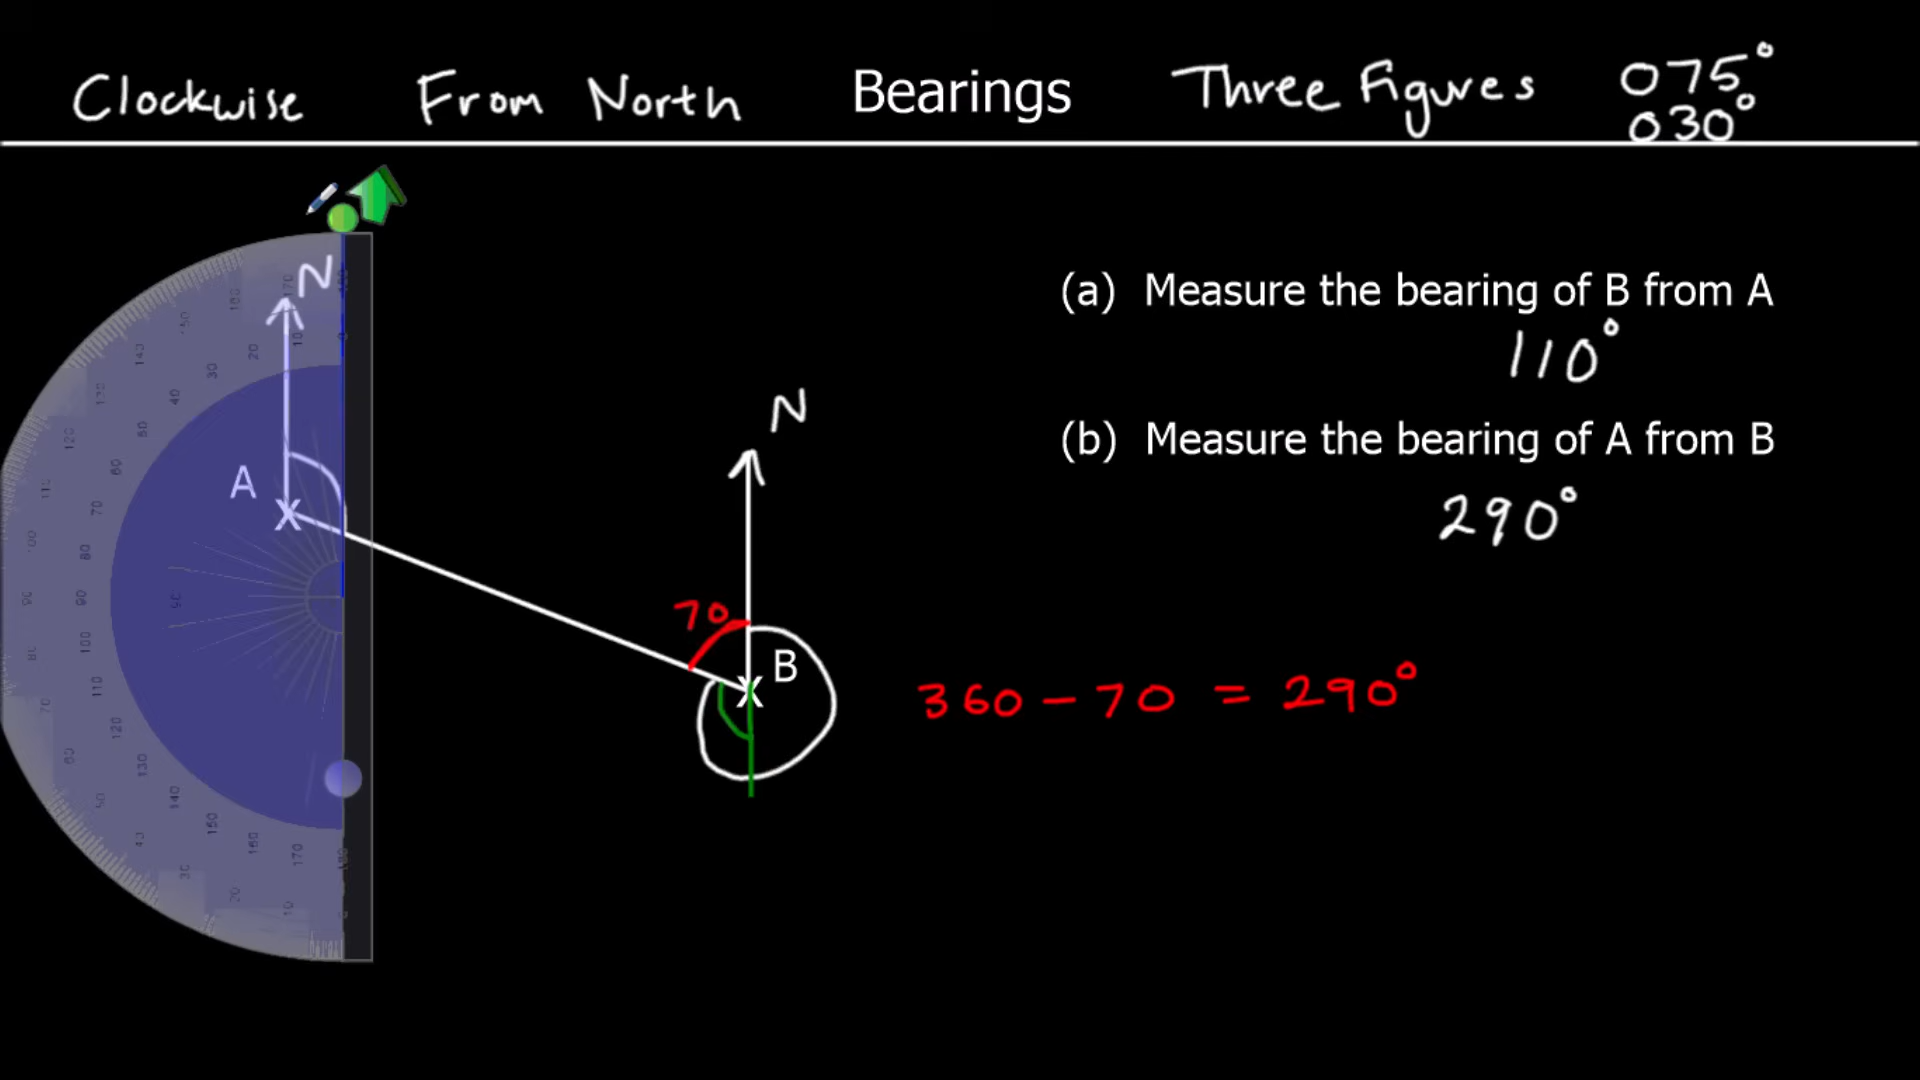 Clockwise From North Bearings Three Figures 075°
030°
N
A
X
N
70
B
X
(a) Measure the bearing of B from A
110°
(b) Measure the bearing of A from B
290°
360 - 70 = 290°